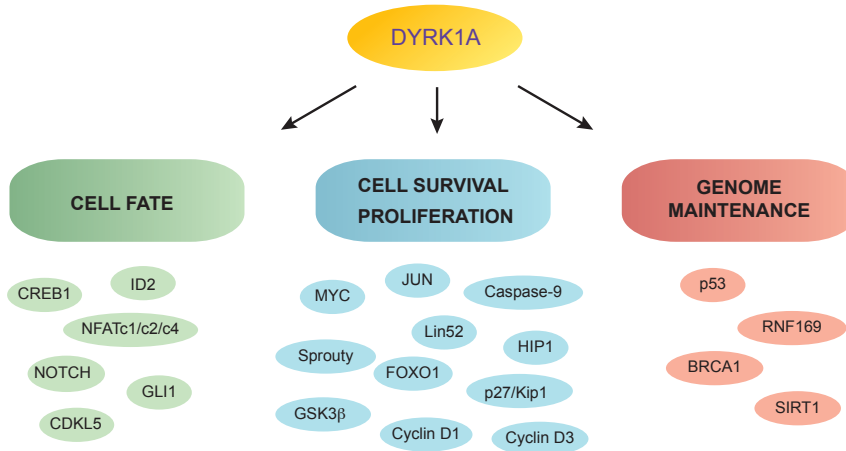 DYRK1A
CELL FATE
CELL SURVIVAL
PROLIFERATION
GENOME
MAINTENANCE
CREB1
ID2
NFATc1/c2/c4
NOTCH
GLI1
CDKL5
MYC
JUN
Caspase-9
Lin52
Sprouty
HIP1
FOXO1
p27/Kip1
GSK3β
Cyclin D1
Cyclin D3
p53
RNF169
BRCA1
SIRT1